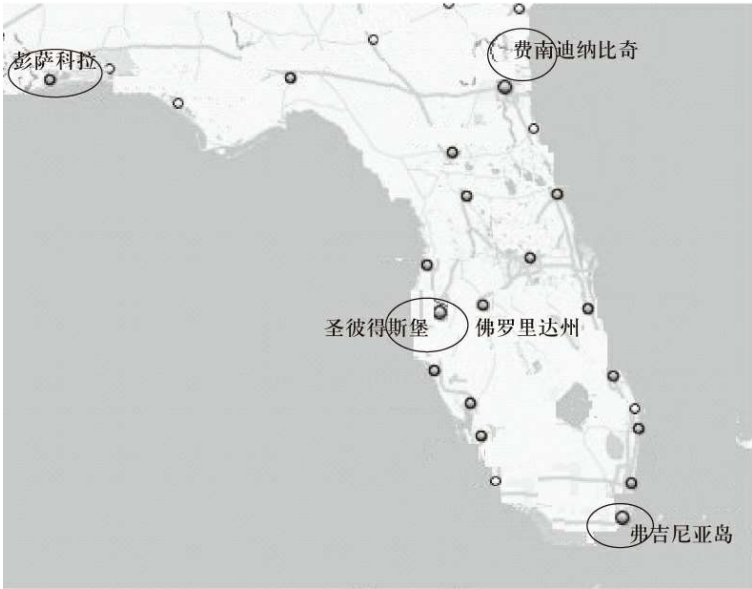 彭萨科拉
费南迪纳比奇
圣彼得斯堡
佛罗里达州
弗吉尼亚岛